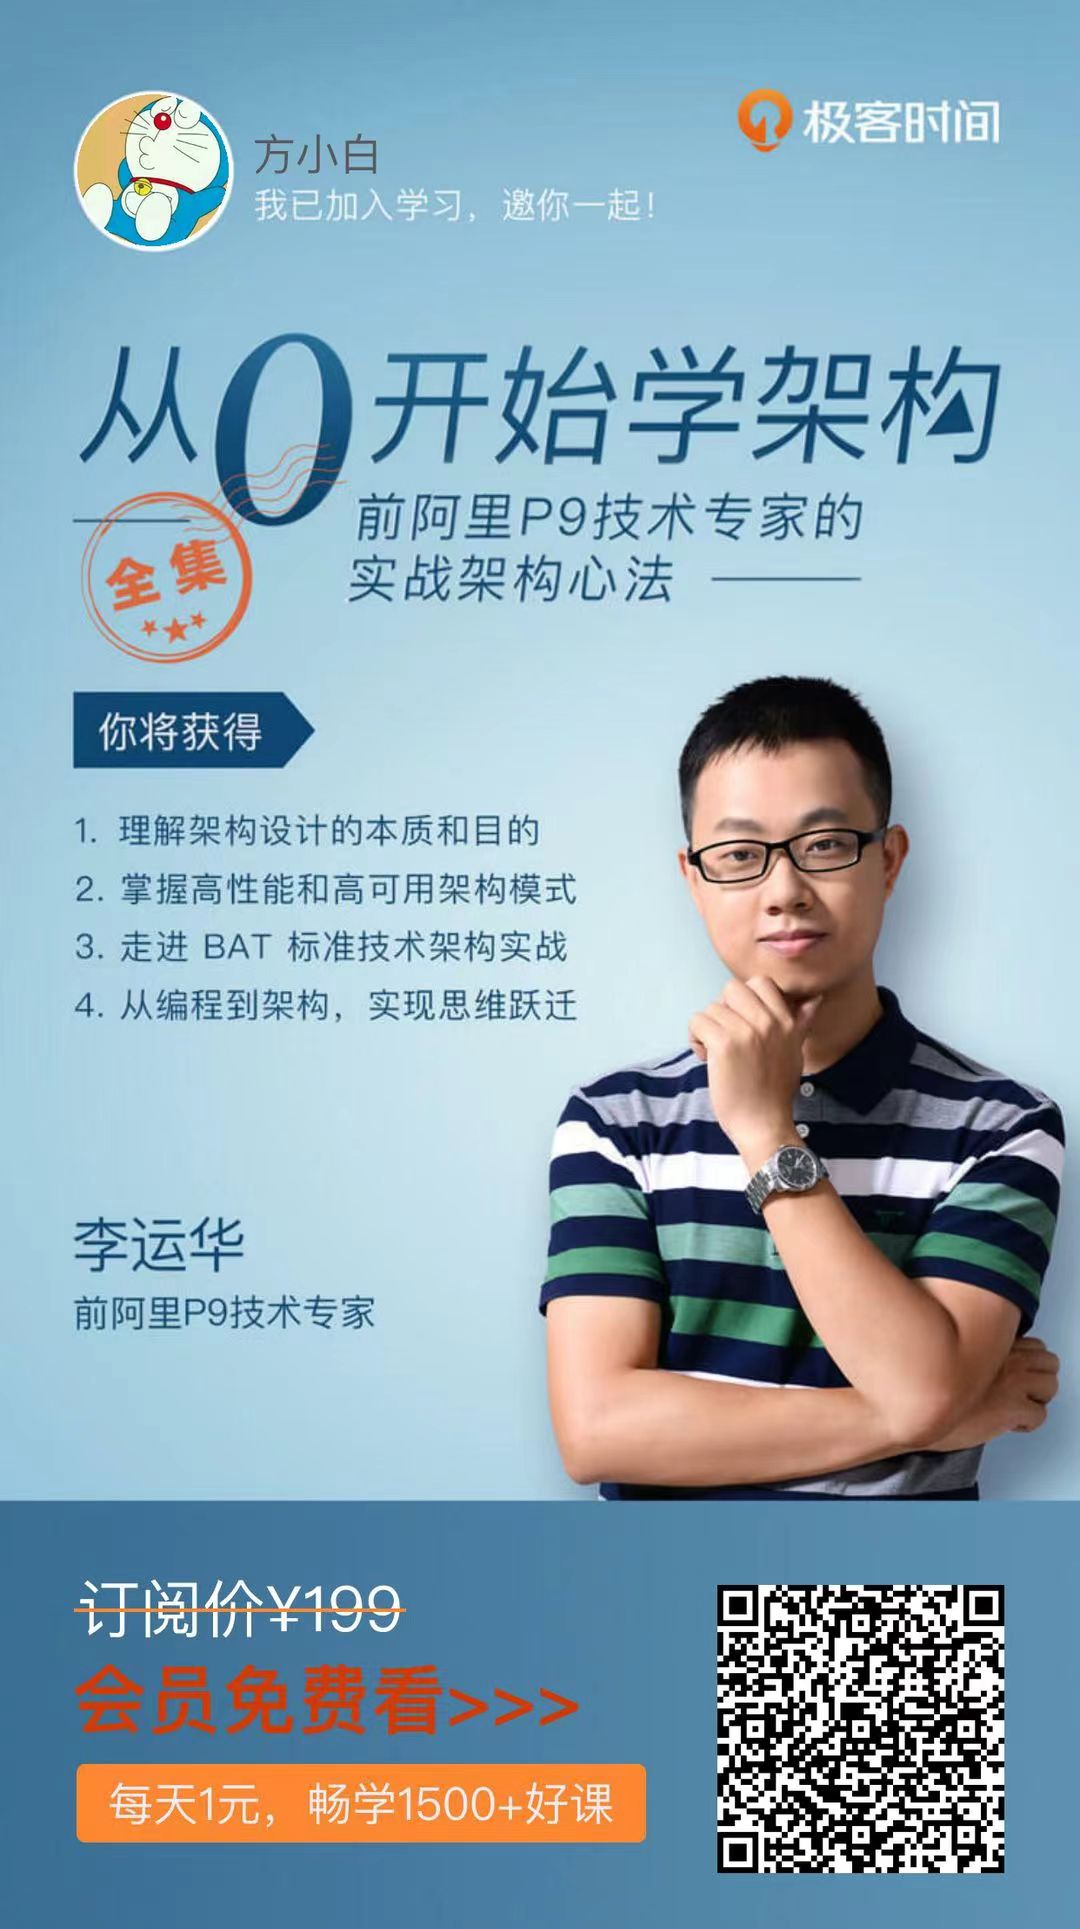 极客时间
方小白
我已加入学习，邀你一起！
从0开始学架构
前阿里P9技术专家的
实战架构心法
全集
你将获得
1. 理解架构设计的本质和目的
2. 掌握高性能和高可用架构模式
3. 走进 BAT 标准技术架构实战
4. 从编程到架构，实现思维跃迁
李运华
前阿里P9技术专家
订阅价¥199
会员免费看>>>
每天1元，畅学1500+好课